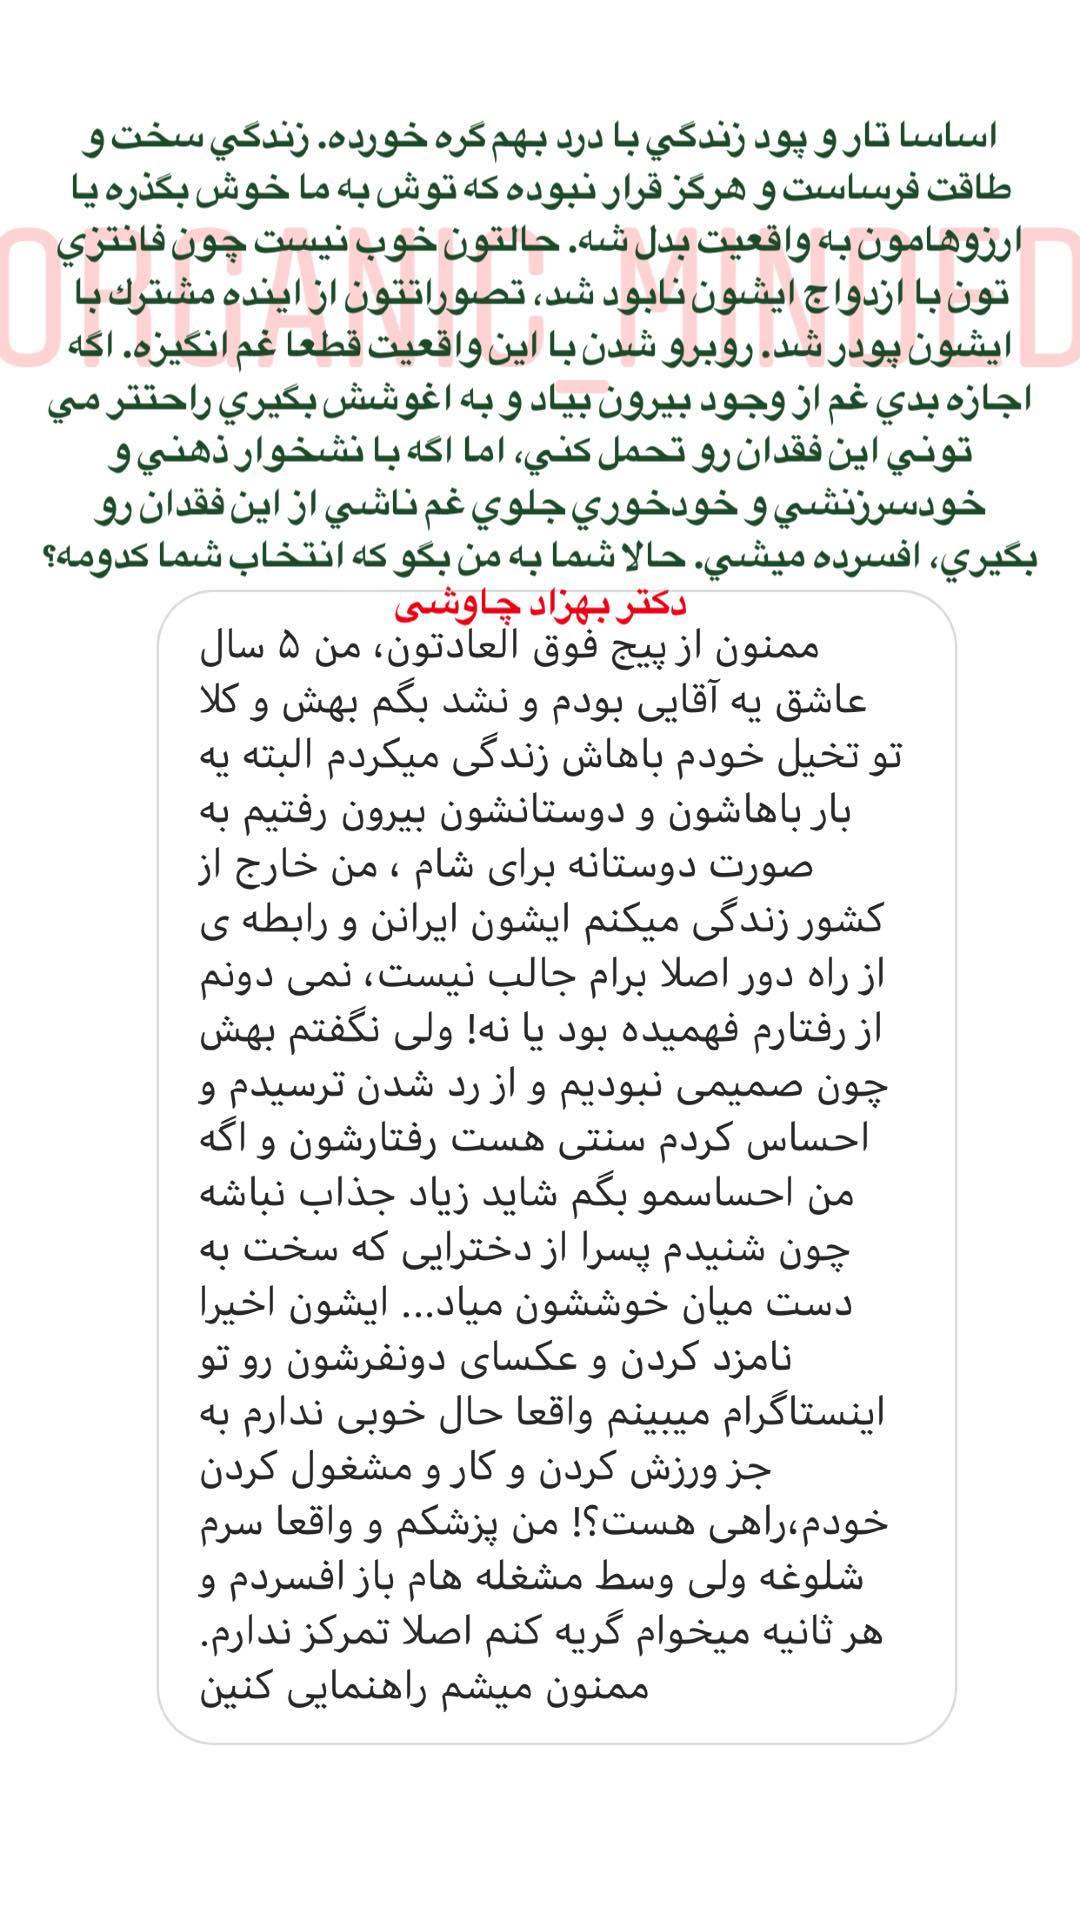 اساسا تار و پود زندگي با درد بهم گره خورده. زندگي سخت و
طاقت فرساست و هرگز قرار نبوده كه توش به ما خوش بگذره يا
ارزوهامون به واقعيت بدل شه. حالتون خوب نيست چون فانتزي
تون با ازدواج ايشون نابود شد، تصوراتتون از اينده مشترك با
ايشون پودر شد. روبرو شدن با اين واقعيت قطعا غم انگيزه. اگه
اجازه بدي غم از وجود بيرون بياد و به اغوشش بگيري راحتتر مي
توني اين فقدان رو تحمل كني، اما اگه با نشخوار ذهني و
خودسرزنشي و خودخوري جلوي غم ناشي از اين فقدان رو
بگيري، افسرده ميشي. حالا شما به من بگو كه انتخاب شما كدومه؟
ORGANIC_MINDED
دکتر بهزاد چاوشی
ممنون از پیج فوق العادتون، من ۵ سال
عاشق یه آقایی بودم و نشد بگم بهش و کلا
تو تخیل خودم باهاش زندگی میکردم البته یه
بار باهاشون و دوستانشون بیرون رفتیم به
صورت دوستانه برای شام ، من خارج از
کشور زندگی میکنم ایشون ایرانن و رابطه ی
از راه دور اصلا برام جالب نیست، نمی دونم
از رفتارم فهمیده بود یا نه! ولی نگفتم بهش
چون صمیمی نبودیم و از رد شدن ترسیدم و
احساس کردم سنتی هست رفتارشون و اگه
من احساسمو بگم شاید زیاد جذاب نباشه
چون شنیدم پسرا از دخترایی که سخت به
دست میان خوششون میاد... ایشون اخیرا
نامزد کردن و عکسای دونفرشون رو تو
اینستاگرام میبینم واقعا حال خوبی ندارم به
جز ورزش کردن و کار و مشغول کردن
خودم،راهی هست؟! من پزشکم و واقعا سرم
شلوغه ولی وسط مشغله هام باز افسردم و
هر ثانیه میخوام گریه کنم اصلا تمرکز ندارم.
ممنون میشم راهنمایی کنین